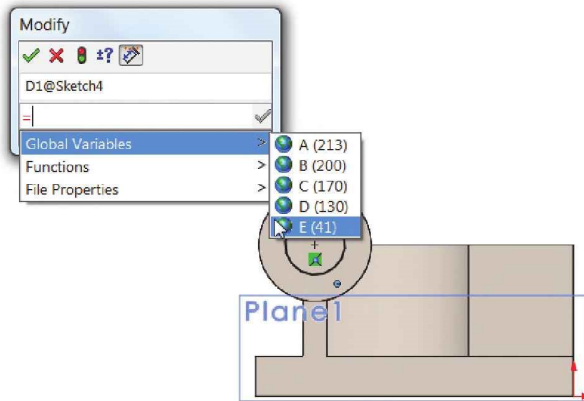 Modify
±?
D1@Sketch4
=
Global Variables >
Functions >
File Properties >
A (213)
B (200)
C (170)
D (130)
E (41)
Plane1